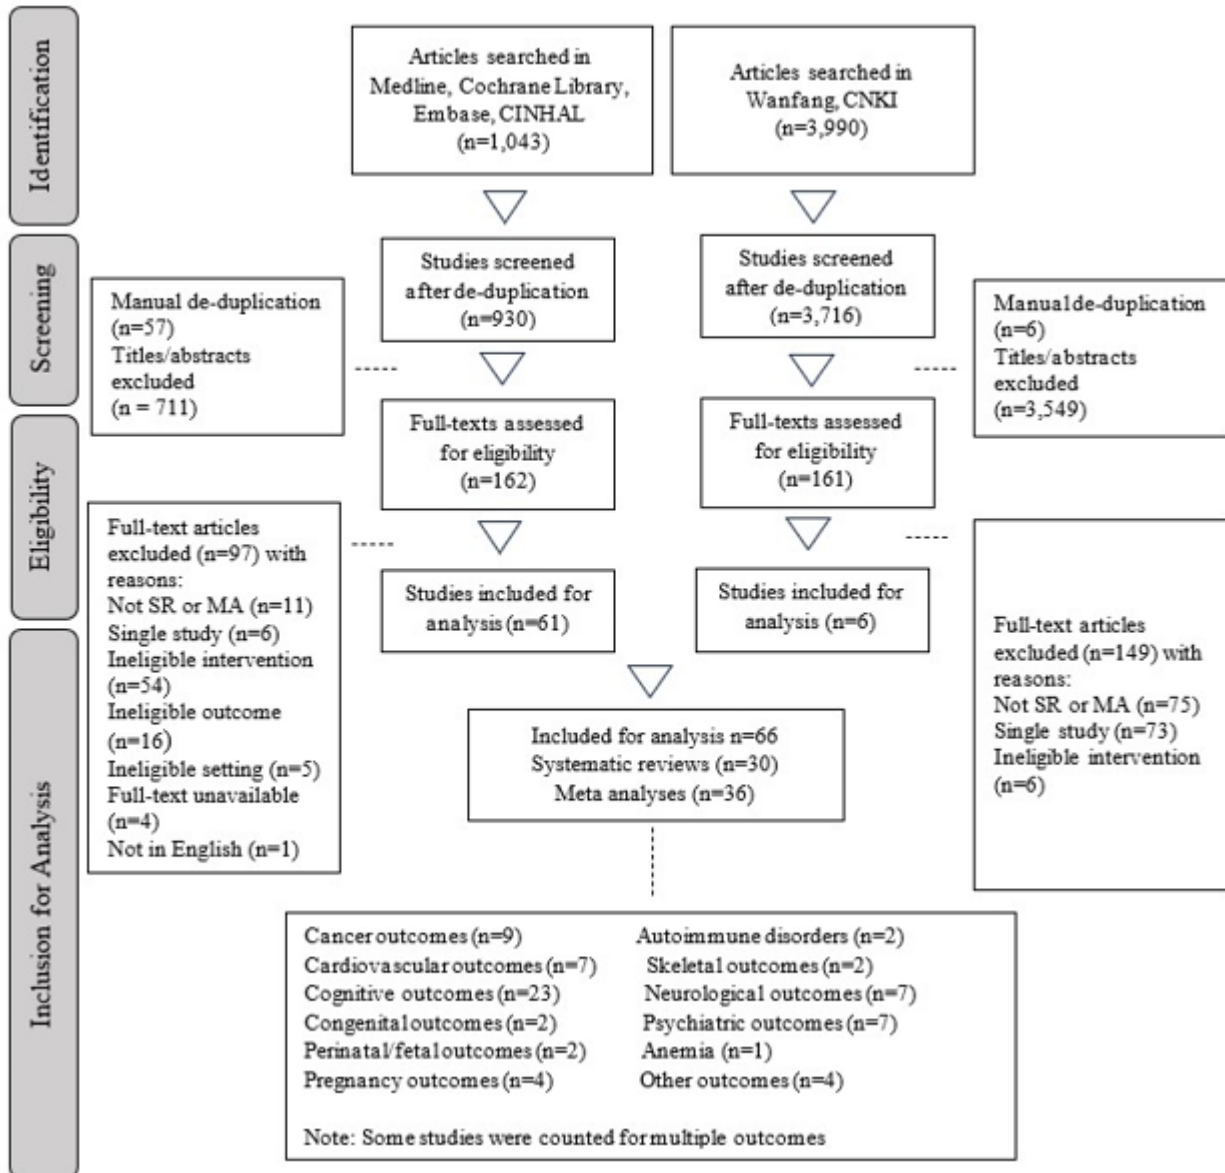 Identification
Articles searched in
Medline, Cochrane Library,
Embase, CINHAL
(n=1,043)
Articles searched in
Wanfang, CNKI
(n=3,990)
Screening
Studies screened
after de-duplication
(n=930)
Studies screened
after de-duplication
(n=3,716)
Manual de-duplication
(n=57)
Titles/abstracts
excluded
(n = 711)
Manual de-duplication
(n=6)
Titles/abstracts
excluded
(n=3,549)
Eligibility
Full-texts assessed
for eligibility
(n=162)
Full-texts assessed
for eligibility
(n=161)
Full-text articles
excluded (n=97) with
reasons:
Not SR or MA (n=11)
Single study (n=6)
Ineligible intervention
(n=54)
Ineligible outcome
(n=16)
Ineligible setting (n=5)
Full-text unavailable
(n=4)
Not in English (n=1)
Studies included for
analysis (n=61)
Studies included for
analysis (n=6)
Full-text articles
excluded (n=149) with
reasons:
Not SR or MA (n=75)
Single study (n=73)
Ineligible intervention
(n=6)
Inclusion for Analysis
Included for analysis n=66
Systematic reviews (n=30)
Meta analyses (n=36)
Cancer outcomes (n=9)
Cardiovascular outcomes (n=7)
Cognitive outcomes (n=23)
Congenital outcomes (n=2)
Perinatal/fetal outcomes (n=2)
Pregnancy outcomes (n=4)
Autoimmune disorders (n=2)
Skeletal outcomes (n=2)
Neurological outcomes (n=7)
Psychiatric outcomes (n=7)
Anemia (n=1)
Other outcomes (n=4)
Note: Some studies were counted for multiple outcomes